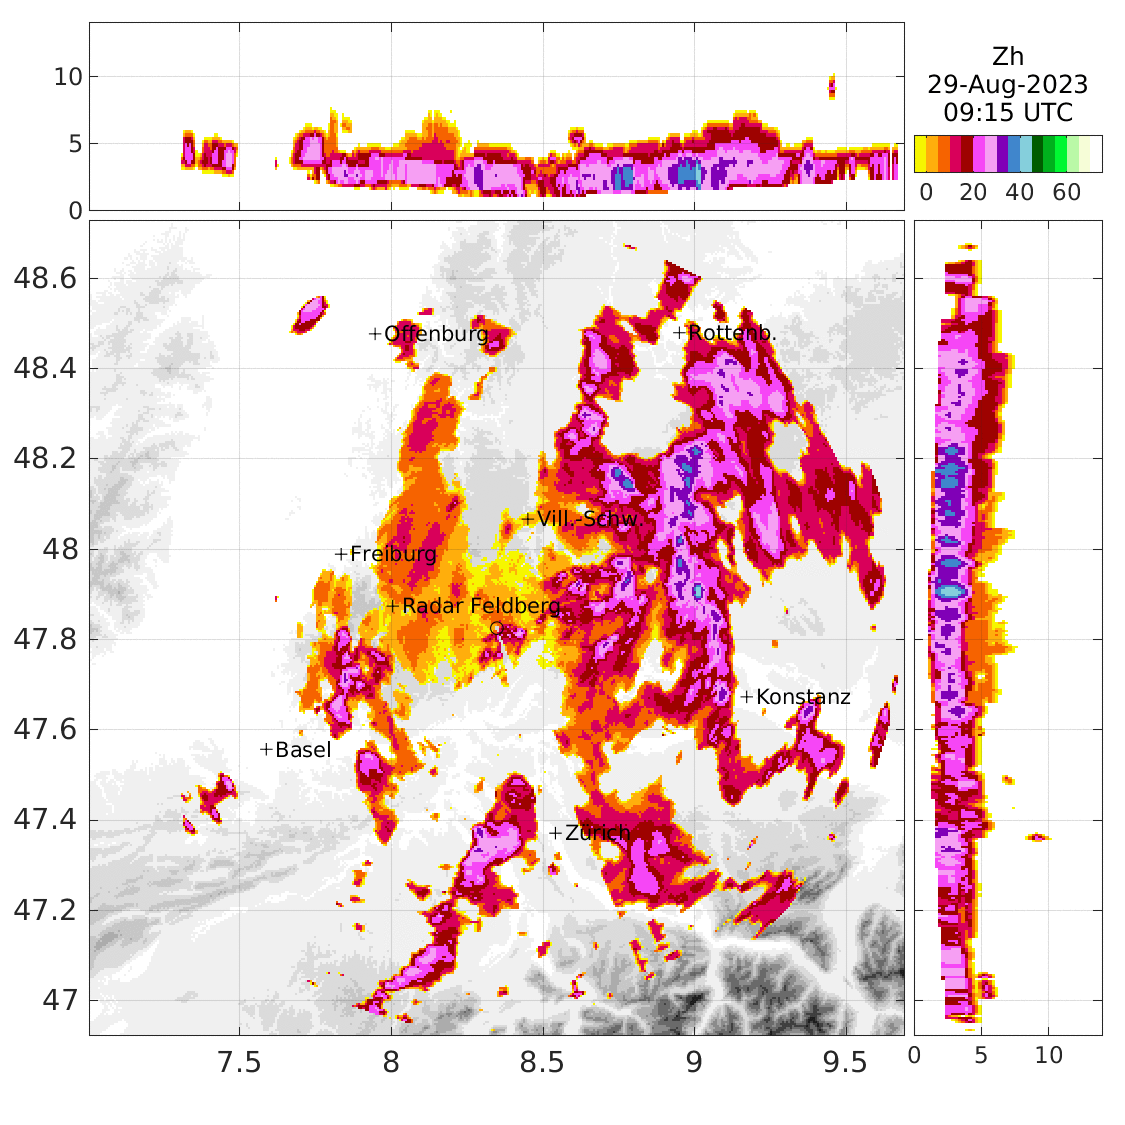 10
5
0
Zh
29-Aug-2023
09:15 UTC
0 20 40 60
48.6
48.4
48.2
48
47.8
47.6
47.4
47.2
47
+Offenburg
+Rottenb.
+Vill.-Schw.
+Freiburg
+Radar Feldberg
+Konstanz
+Basel
+Zürich
7.5 8 8.5 9 9.5
0 5 10